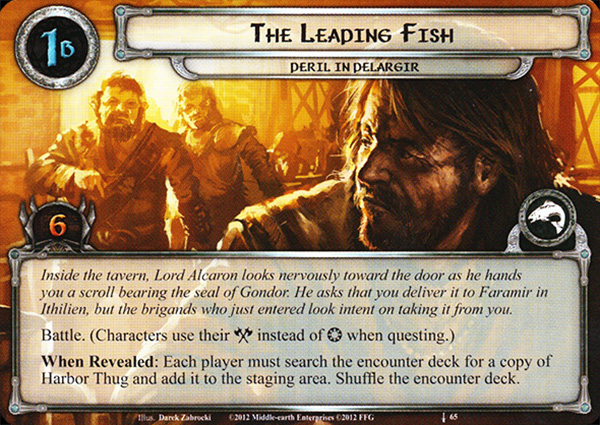 1B
THE LEADING FISH
PERIL IN PELARGIR
6
Inside the tavern, Lord Alcaron looks nervously toward the door as he hands
you a scroll bearing the seal of Gondor. He asks that you deliver it to Faramir in
Ithilien, but the brigands who just entered look intent on taking it from you.
Battle. (Characters use their instead of when questing.)
When Revealed: Each player must search the encounter deck for a copy of
Harbor Thug and add it to the staging area. Shuffle the encounter deck.
Illus. Darek Zabrocki ©2012 Middle-earth Enterprises ©2012 FFG 65